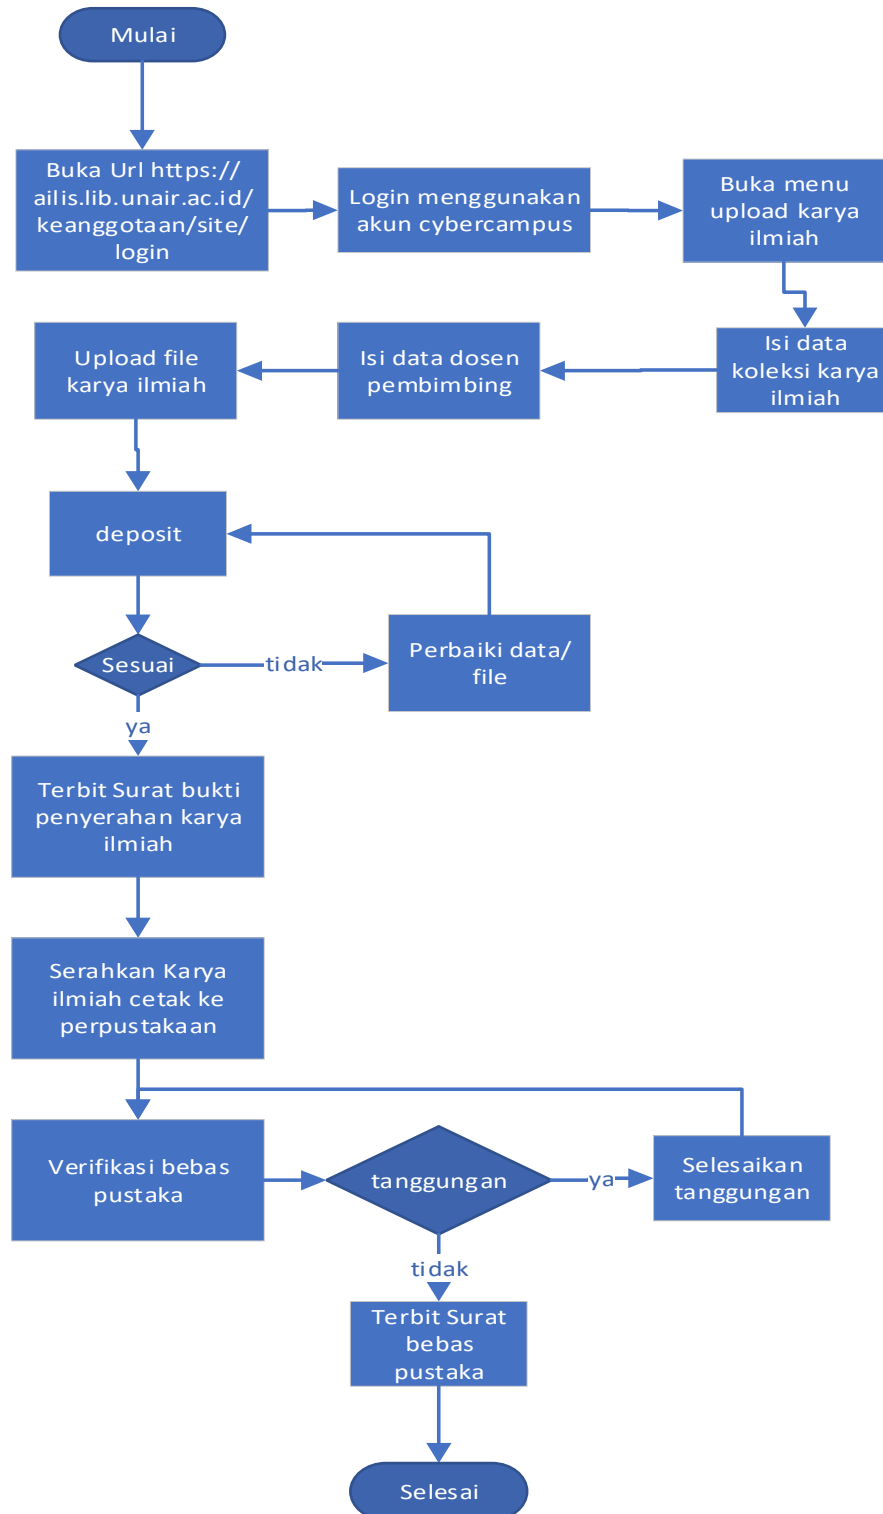 Mulai
Buka Url https://
ailis.lib.unair.ac.id/
keanggotaan/site/
login
Login menggunakan
akun cybercampus
Buka menu
upload karya
ilmiah
Isi data
koleksi karya
ilmiah
Isi data dosen
pembimbing
Upload file
karya ilmiah
deposit
Sesuai
tidak
Perbaiki data/
file
ya
Terbit Surat bukti
penyerahan karya
ilmiah
Serahkan Karya
ilmiah cetak ke
perpustakaan
Verifikasi bebas
pustaka
tanggungan
ya
Selesaikan
tanggungan
tidak
Terbit Surat
bebas
pustaka
Selesai